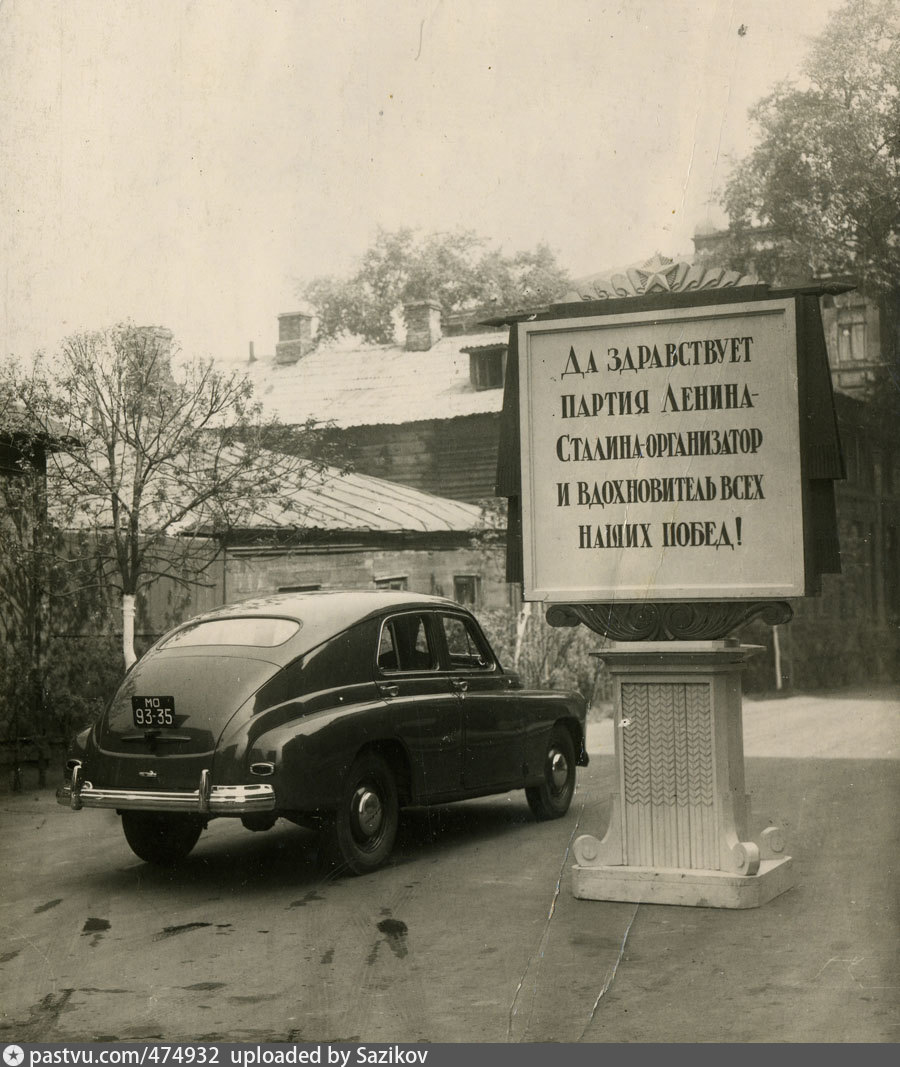 Да здравствует
партия Ленина-
Сталина-организатор
и вдохновитель всех
наших побед!
МО
93-35
pastvu.com/474932 uploaded by Sazikov